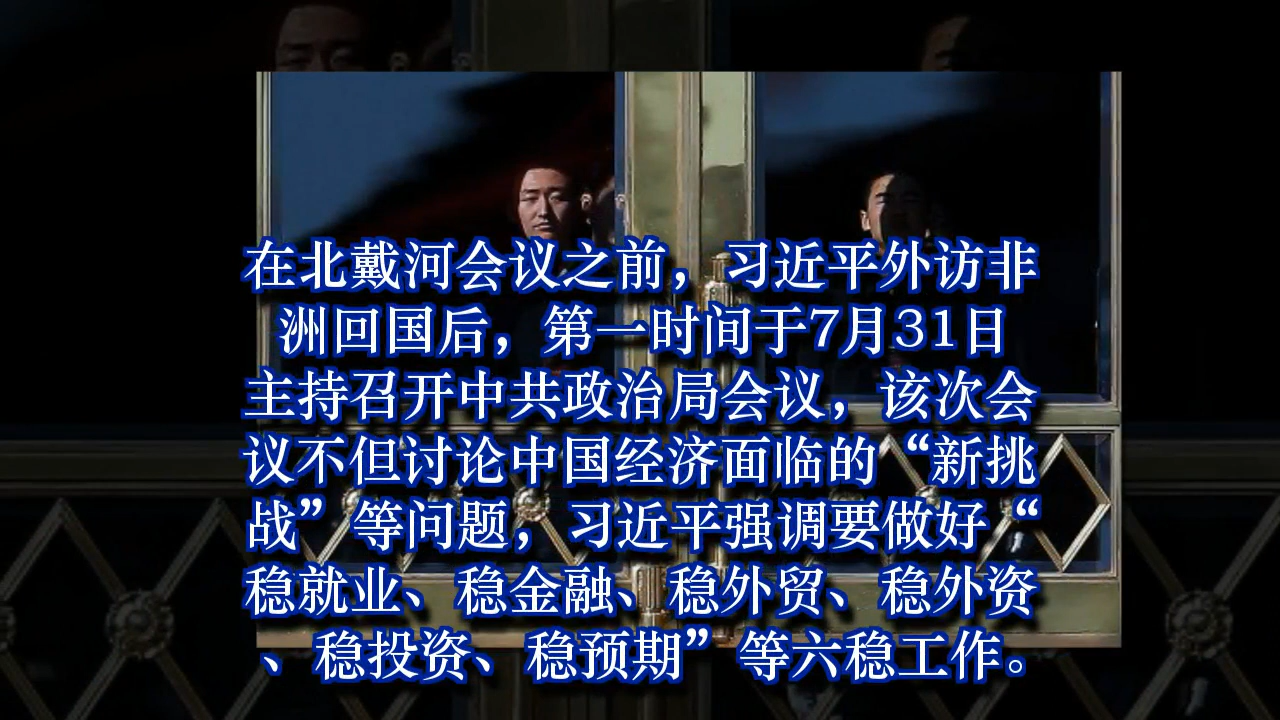 在北戴河会议之前，习近平外访非
洲回国后，第一时间于7月31日
主持召开中共政治局会议，该次会
议不但讨论中国经济面临的“新挑
战”等问题，习近平强调要做好“
稳就业、稳金融、稳外贸、稳外资
、稳投资、稳预期”等六稳工作。